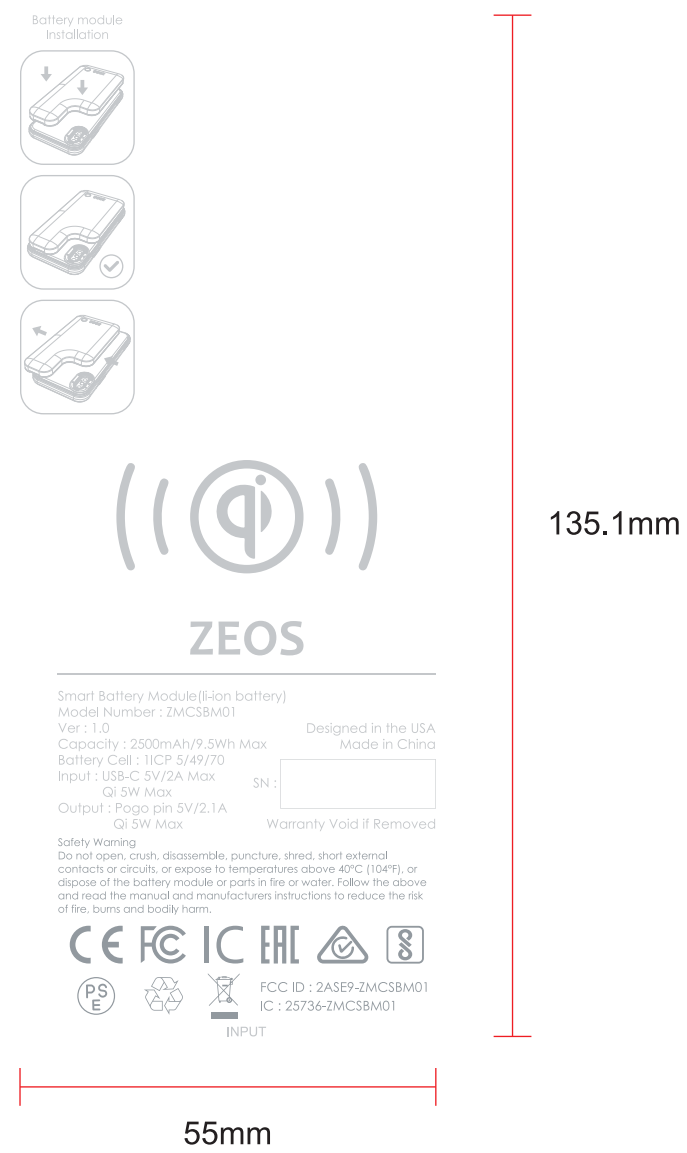 Battery module
Installation
qi
ZEOS
Smart Battery Module(li-ion battery)
Model Number : ZMCSBM01
Ver : 1.0
Capacity : 2500mAh/9.5Wh Max
Battery Cell : 1ICP 5/49/70
Input : USB-C 5V/2A Max
Qi 5W Max
Output : Pogo pin 5V/2.1A
Qi 5W Max
Designed in the USA
Made in China
SN :
Warranty Void if Removed
Safety Warning
Do not open, crush, disassemble, puncture, shred, short external
contacts or circuits, or expose to temperatures above 40°C (104°F), or
dispose of the battery module or parts in fire or water. Follow the above
and read the manual and manufacturers instructions to reduce the risk
of fire, burns and bodily harm.
CE FC IC EAC
PS
E
FCC ID : 2ASE9-ZMCSBM01
IC : 25736-ZMCSBM01
INPUT
135.1mm
55mm